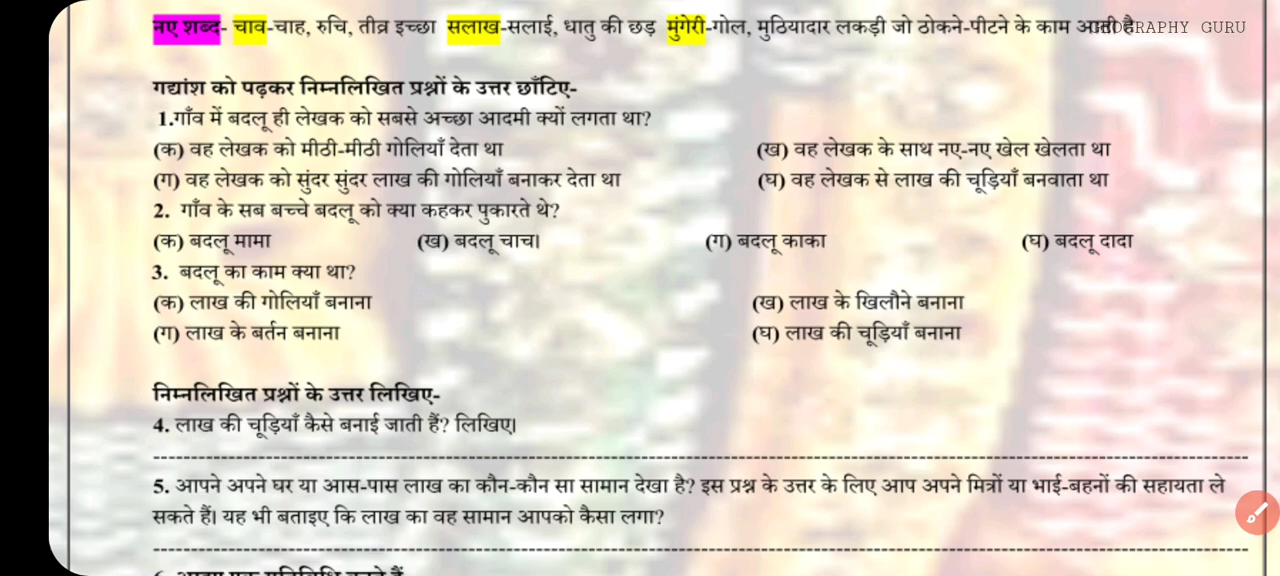 नए शब्द- चाव-चाह, रुचि, तीव्र इच्छा सलाख-सलाई, धातु की छड़ मुंगेरी-गोल, मुठियादार लकड़ी जो ठोकने-पीटने के काम आती है
GEOGRAPHY GURU
गद्यांश को पढ़कर निम्नलिखित प्रश्नों के उत्तर छाँटिए-
1.गाँव में बदलू ही लेखक को सबसे अच्छा आदमी क्यों लगता था?
(क) वह लेखक को मीठी-मीठी गोलियाँ देता था (ख) वह लेखक के साथ नए-नए खेल खेलता था
(ग) वह लेखक को सुंदर सुंदर लाख की गोलियाँ बनाकर देता था (घ) वह लेखक से लाख की चूड़ियाँ बनवाता था
2. गाँव के सब बच्चे बदलू को क्या कहकर पुकारते थे?
(क) बदलू मामा (ख) बदलू चाच। (ग) बदलू काका (घ) बदलू दादा
3. बदलू का काम क्या था?
(क) लाख की गोलियाँ बनाना (ख) लाख के खिलौने बनाना
(ग) लाख के बर्तन बनाना (घ) लाख की चूड़ियाँ बनाना
निम्नलिखित प्रश्नों के उत्तर लिखिए-
4. लाख की चूड़ियाँ कैसे बनाई जाती हैं? लिखिए।
5. आपने अपने घर या आस-पास लाख का कौन-कौन सा सामान देखा है? इस प्रश्न के उत्तर के लिए आप अपने मित्रों या भाई-बहनों की सहायता ले
सकते हैं। यह भी बताइए कि लाख का वह सामान आपको कैसा लगा?